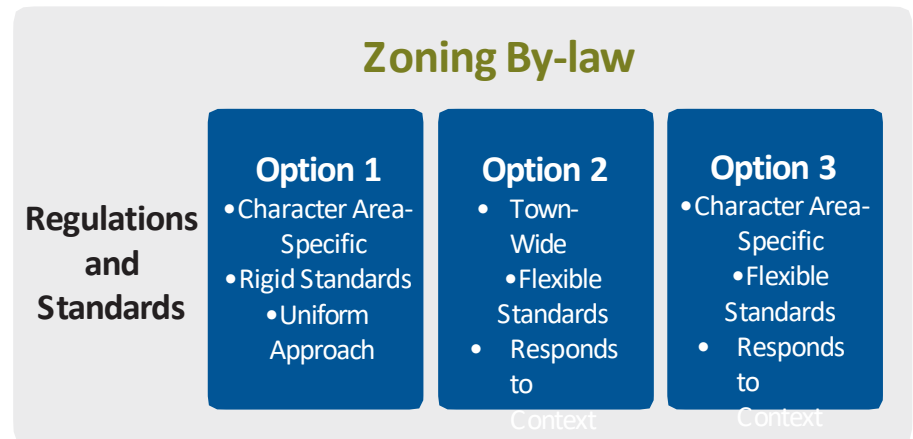 Zoning By-law
Regulations
and
Standards
Option 1
•Character Area-
Specific
•Rigid Standards
•Uniform
Approach
Option 2
• Town-
Wide
•Flexible
Standards
• Responds
to
Context
Option 3
•Character Area-
Specific
•Flexible
Standards
• Responds
to
Context